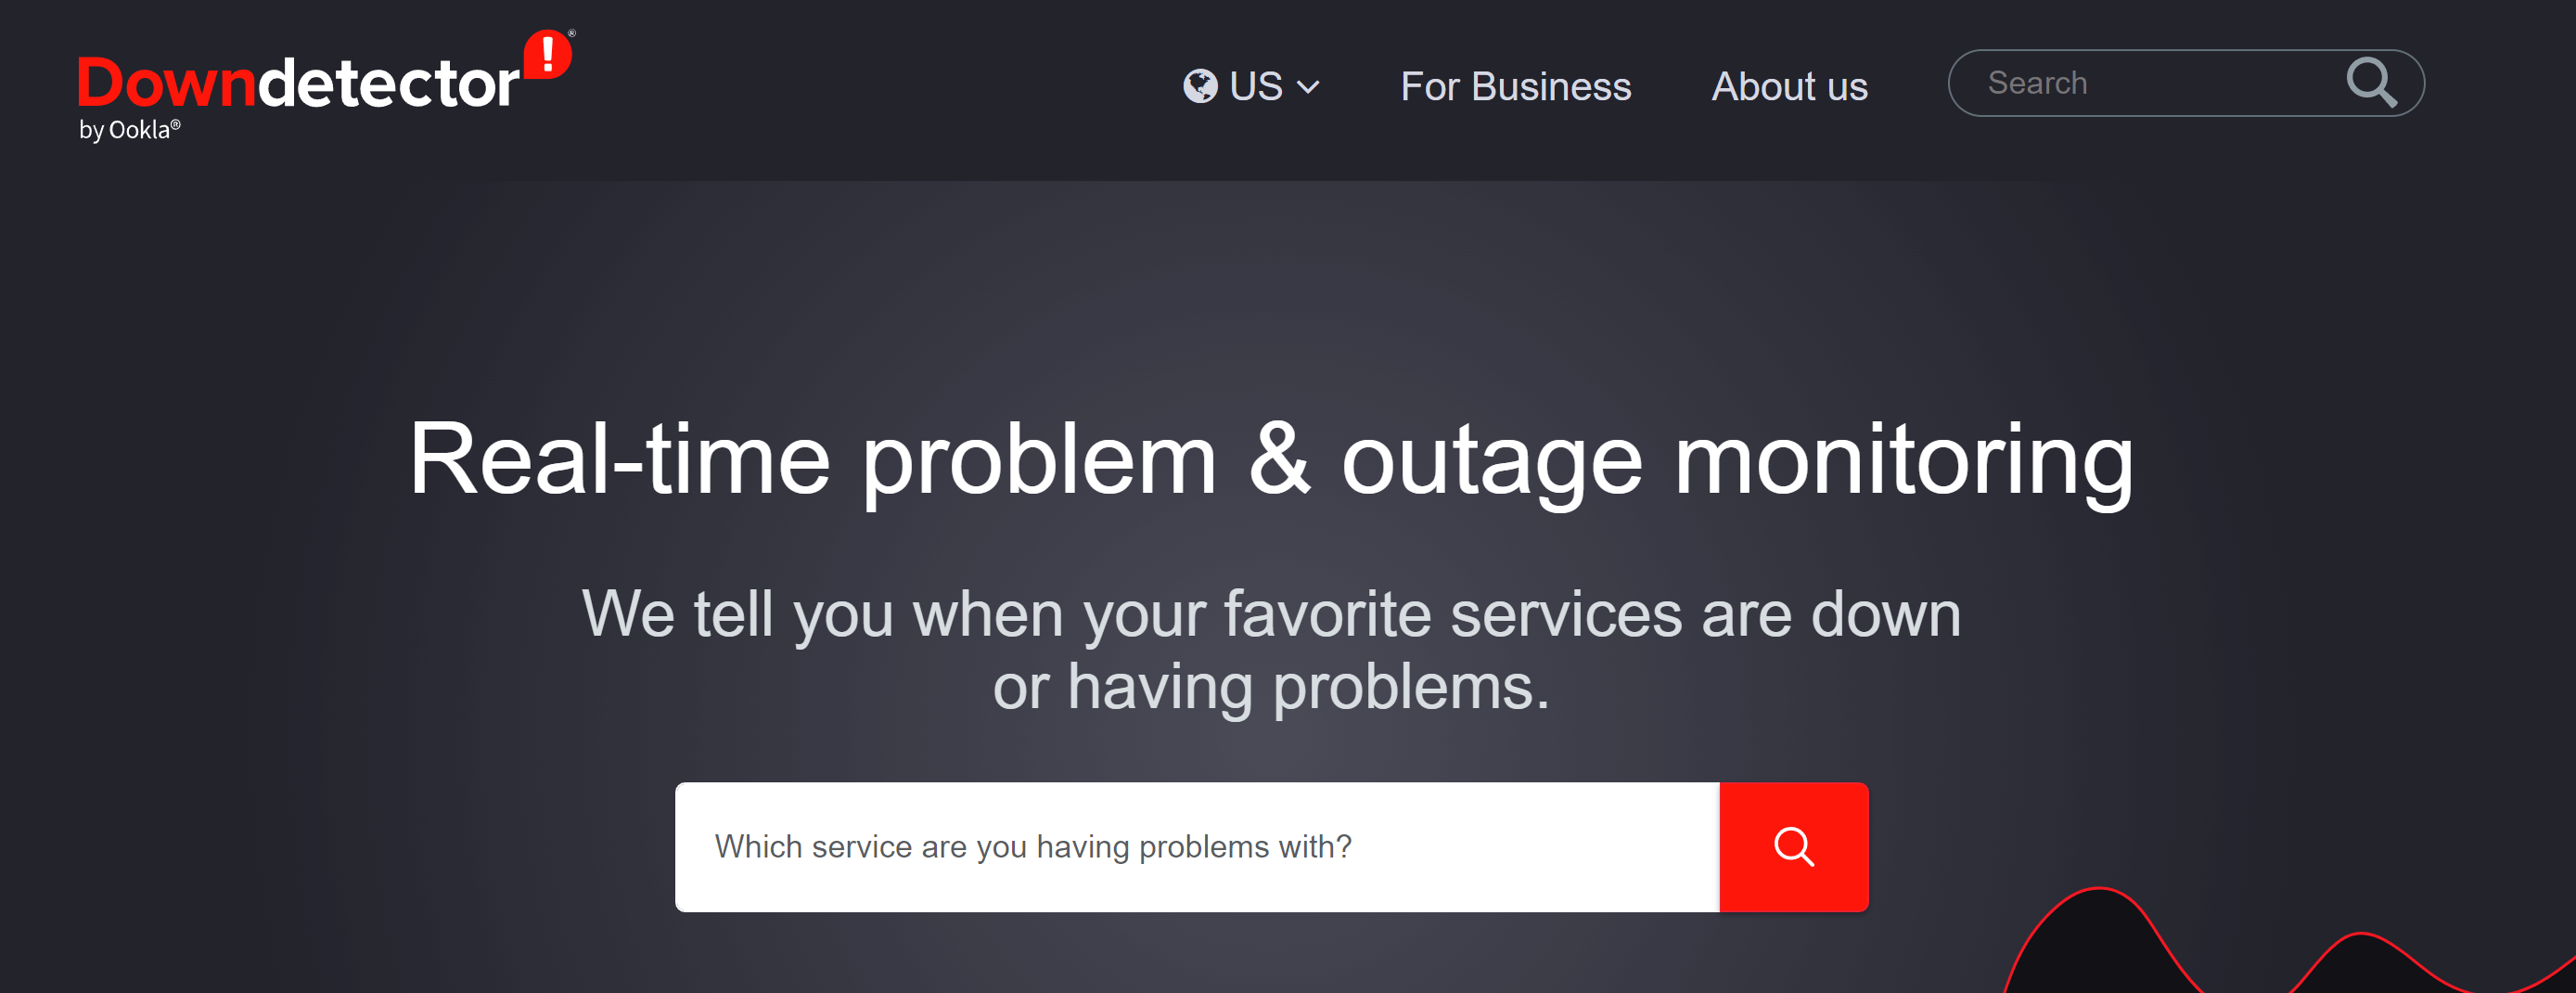 Downdetector!®
by Ookla®
US
For Business
About us
Search
Real-time problem & outage monitoring
We tell you when your favorite services are down
or having problems.
Which service are you having problems with?